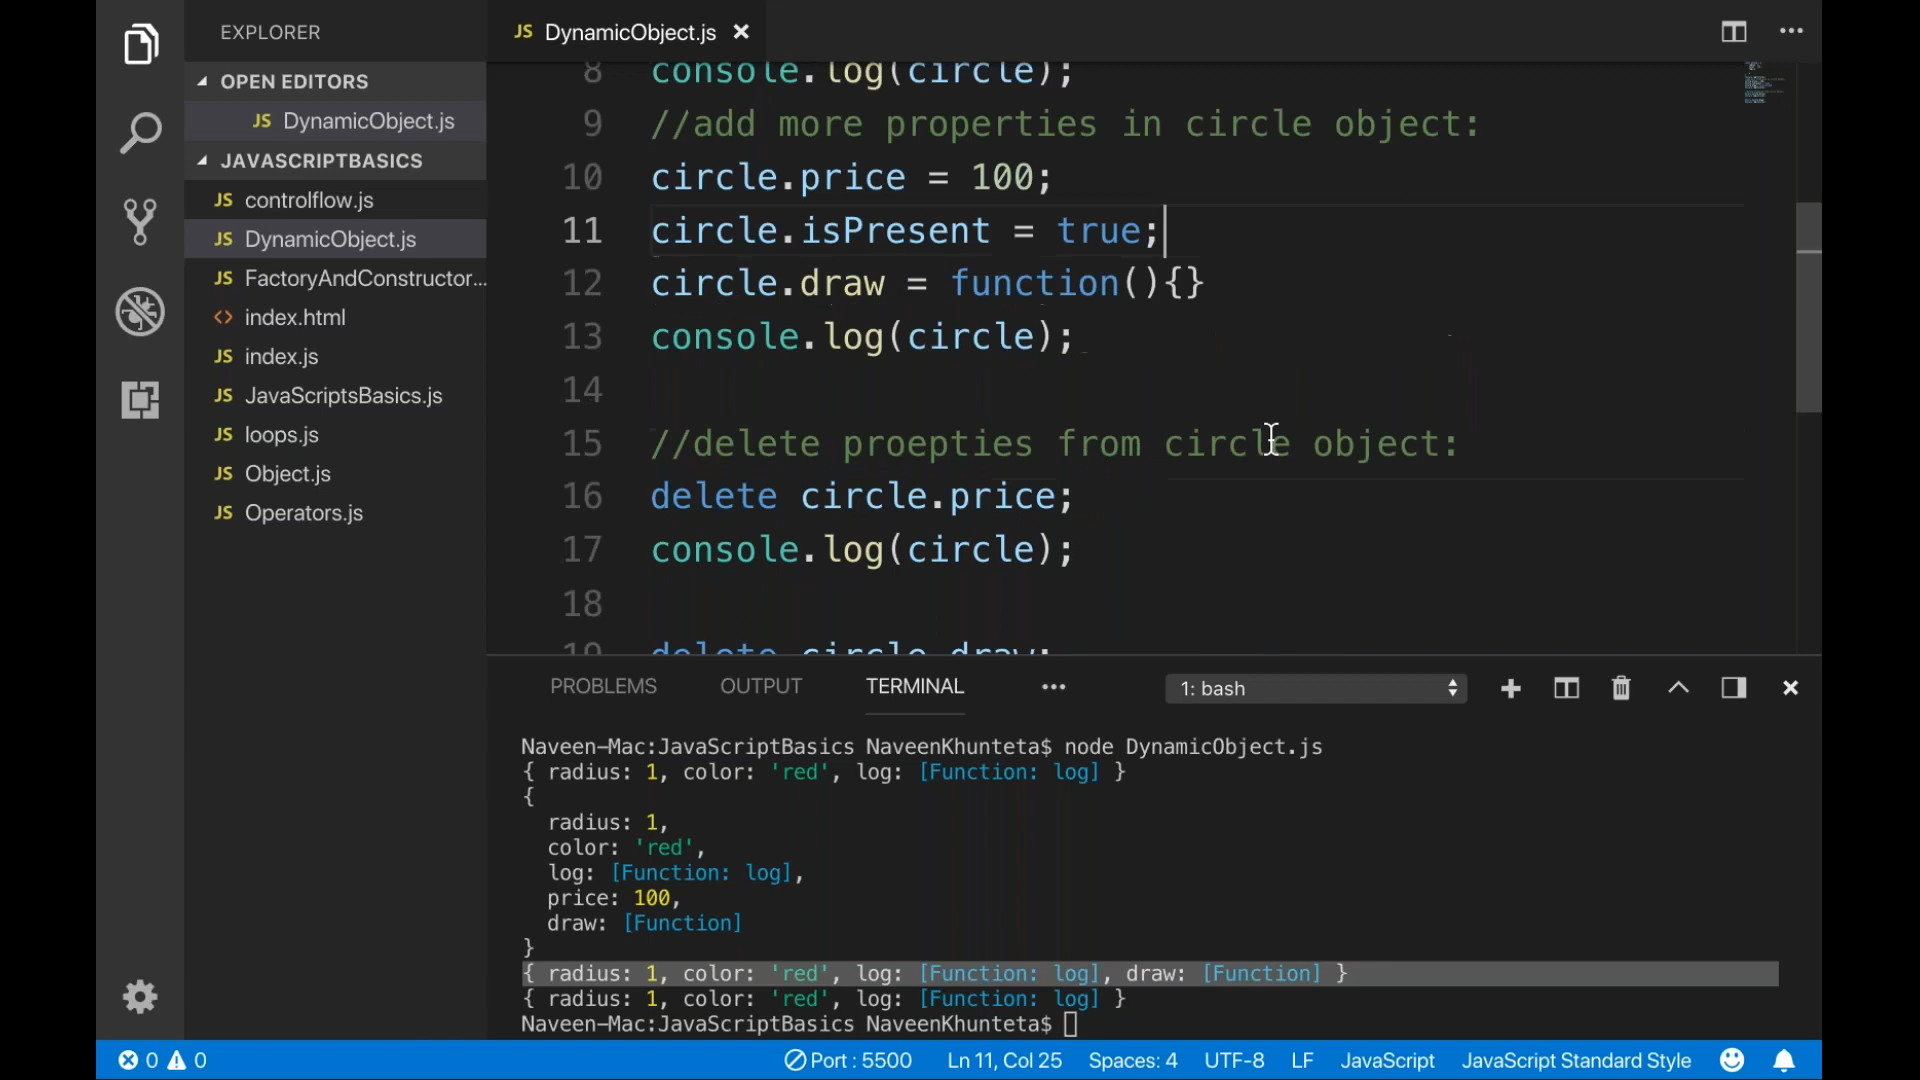 EXPLORER
OPEN EDITORS
JS DynamicObject.js
JAVASCRIPTBASICS
JS controlflow.js
JS DynamicObject.js
JS FactoryAndConstructor...
<> index.html
JS index.js
JS JavaScriptsBasics.js
JS loops.js
JS Object.js
JS Operators.js
JS DynamicObject.js
8 console.log(circle);
9 //add more properties in circle object:
10 circle.price = 100;
11 circle.isPresent = true;
12 circle.draw = function(){}
13 console.log(circle);
14
15 //delete proepties from circle object:
16 delete circle.price;
17 console.log(circle);
18
19 delete circle.draw;
PROBLEMS OUTPUT TERMINAL ••• 1: bash
Naveen-Mac:JavaScriptBasics NaveenKhunteta$ node DynamicObject.js
{ radius: 1, color: 'red', log: [Function: log] }
{
radius: 1,
color: 'red',
log: [Function: log],
price: 100,
draw: [Function]
}
{ radius: 1, color: 'red', log: [Function: log], draw: [Function] }
{ radius: 1, color: 'red', log: [Function: log] }
Naveen-Mac:JavaScriptBasics NaveenKhunteta$
0 0 Port : 5500 Ln 11, Col 25 Spaces: 4 UTF-8 LF JavaScript JavaScript Standard Style